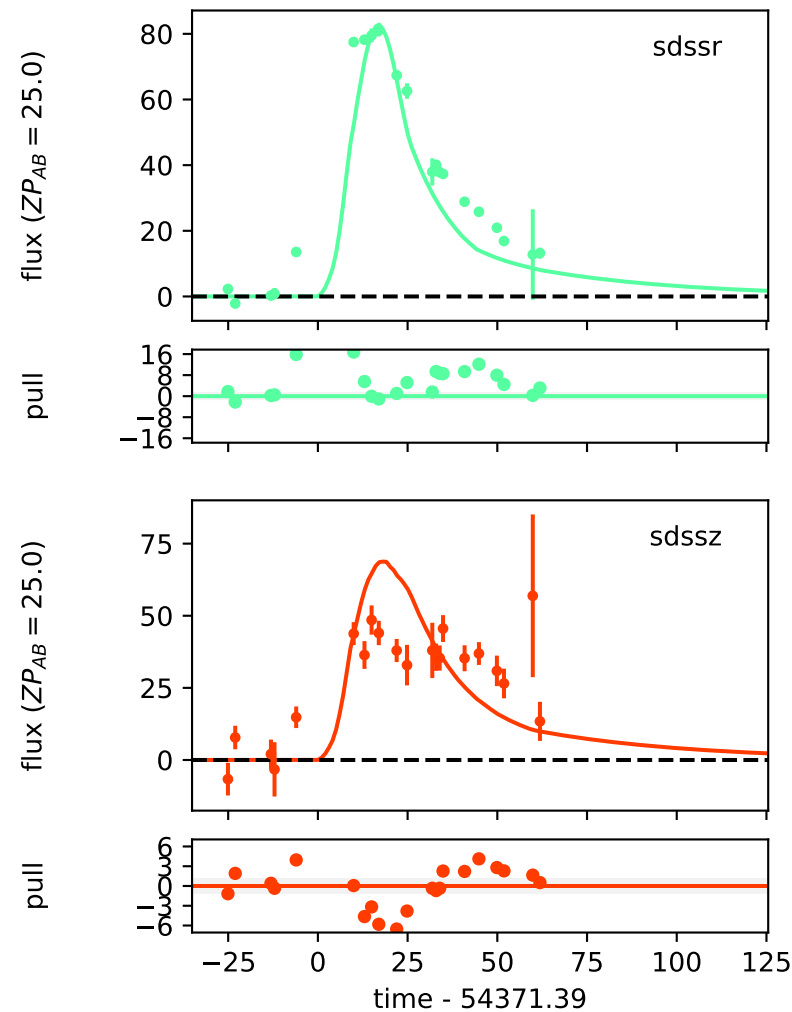 80
60
40
20
0
flux (ZP_AB = 25.0)
sdssr
16
8
0
−8
−16
pull
75
50
25
0
flux (ZP_AB = 25.0)
sdssz
6
3
0
−3
−6
pull
−25 0 25 50 75 100 125
time - 54371.39